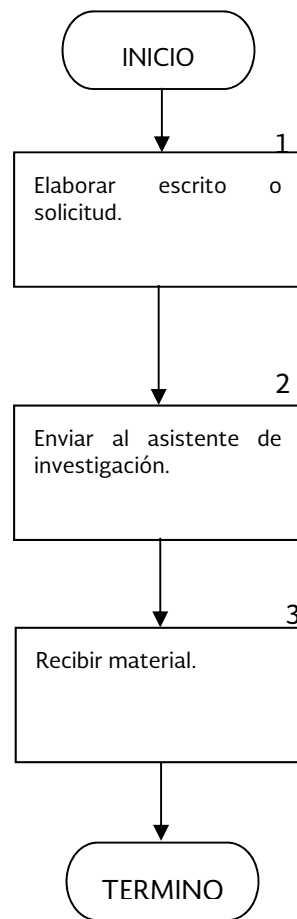 INICIO
1
Elaborar escrito o
solicitud.
2
Enviar al asistente de
investigación.
3
Recibir material.
TERMINO